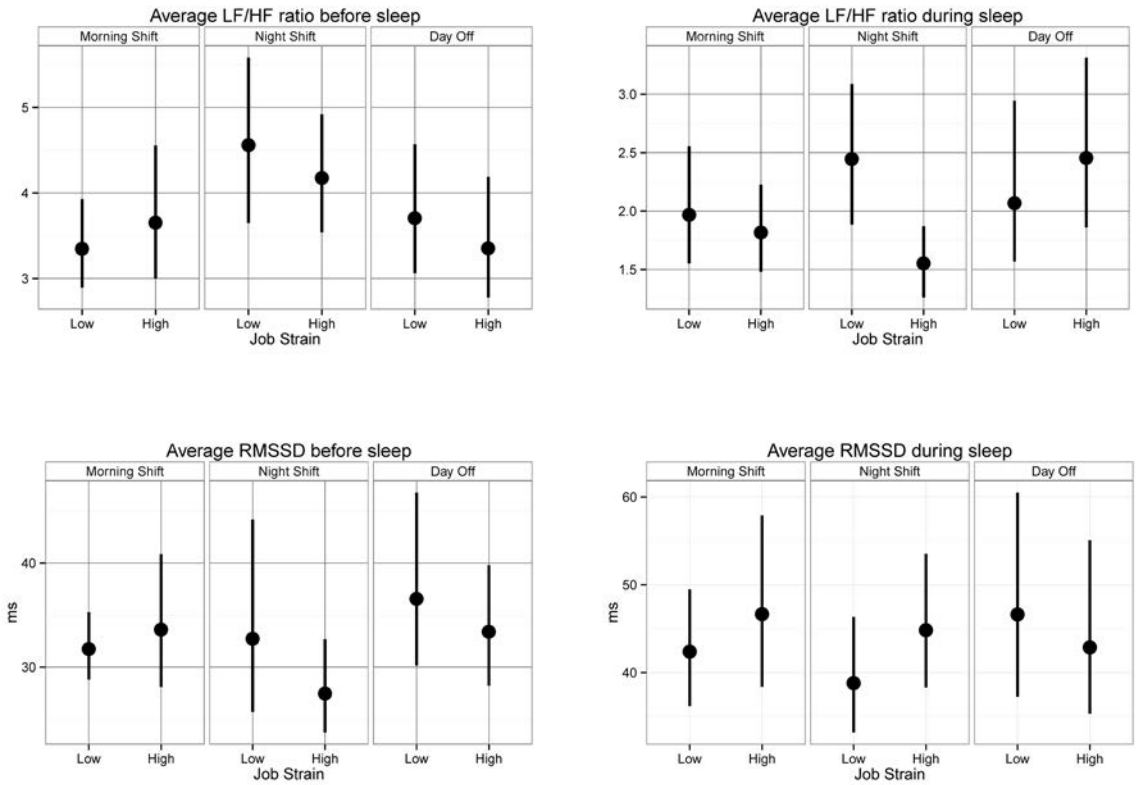 Average LF/HF ratio before sleep
Morning Shift Night Shift Day Off
5
4
3
Low High Low High Low High
Job Strain
Average LF/HF ratio during sleep
Morning Shift Night Shift Day Off
3.0
2.5
2.0
1.5
Low High Low High Low High
Job Strain
Average RMSSD before sleep
Morning Shift Night Shift Day Off
40
ms
30
Low High Low High Low High
Job Strain
Average RMSSD during sleep
Morning Shift Night Shift Day Off
60
50
ms
40
Low High Low High Low High
Job Strain